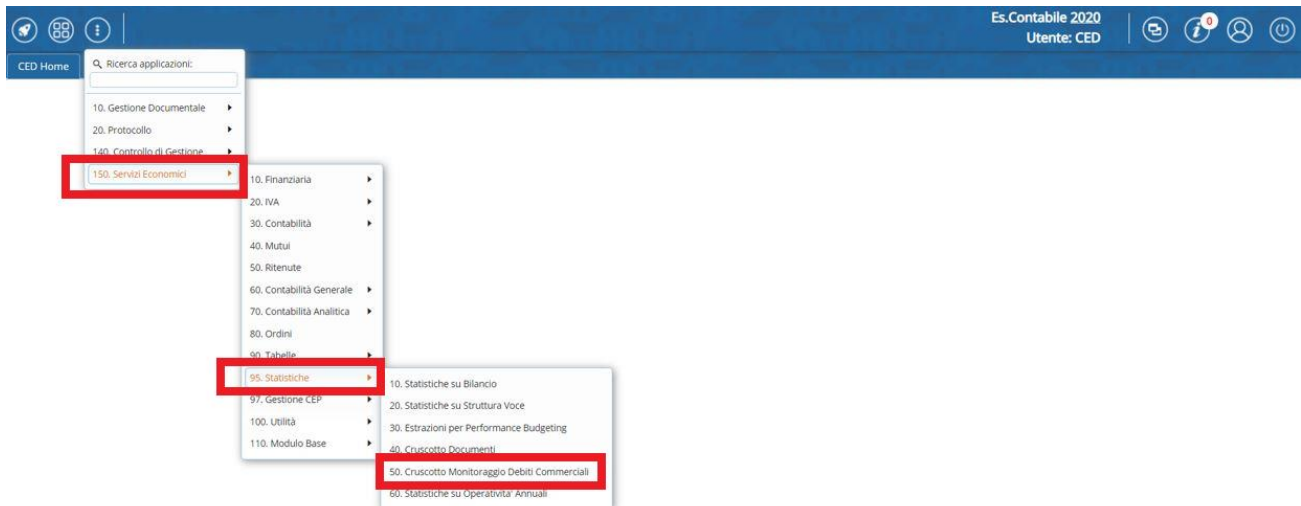 Es.Contabile 2020
Utente: CED
0
CED Home
Ricerca applicazioni:
10. Gestione Documentale
20. Protocollo
140. Controllo di Gestione
150. Servizi Economici
10. Finanziaria
20. IVA
30. Contabilità
40. Mutui
50. Ritenute
60. Contabilità Generale
70. Contabilità Analitica
80. Ordini
90. Tabelle
95. Statistiche
97. Gestione CEP
100. Utilità
110. Modulo Base
10. Statistiche su Bilancio
20. Statistiche su Struttura Voce
30. Estrazioni per Performance Budgeting
40. Cruscotto Documenti
50. Cruscotto Monitoraggio Debiti Commerciali
60. Statistiche su Operativita' Annuali